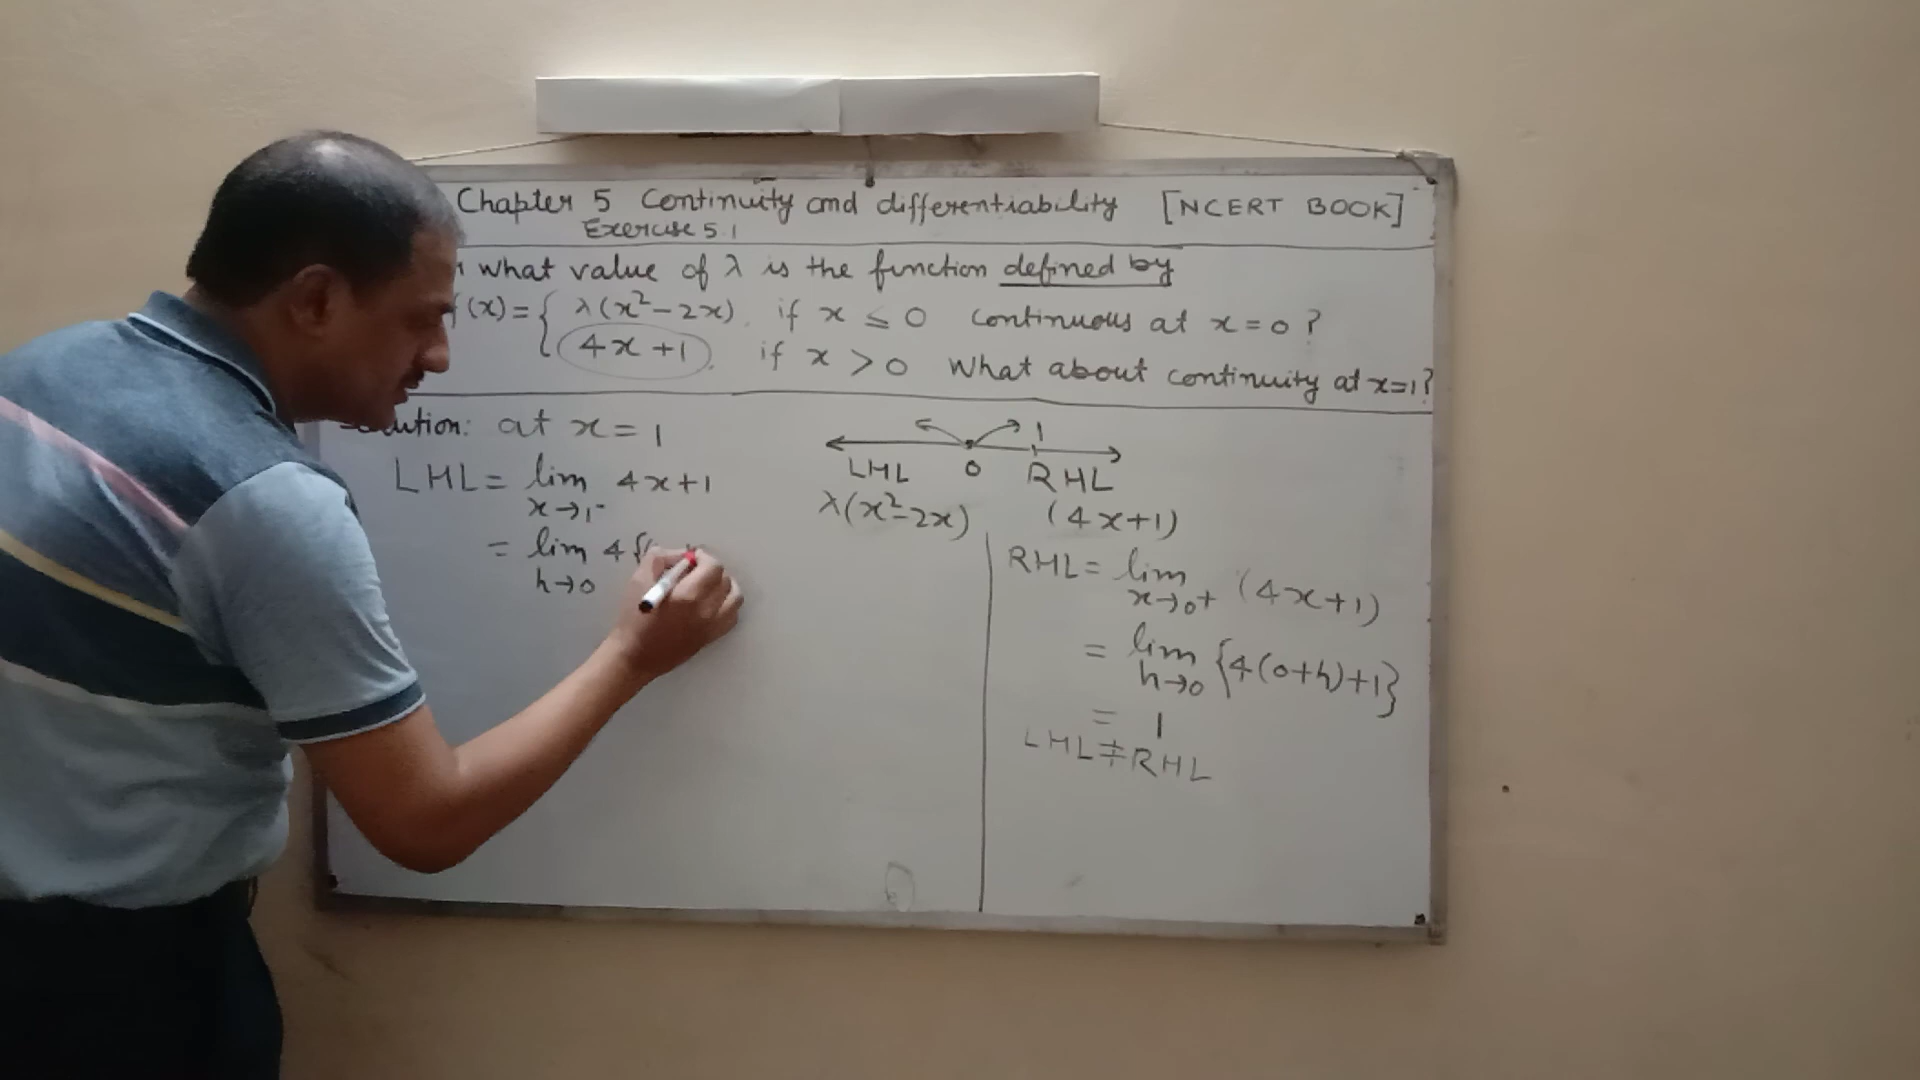 Chapter 5 Continuity and differentiability [NCERT BOOK]
Exercise 5.1
what value of λ is the function defined by
f(x) = { λ(x²-2x), if x ≤ 0 continuous at x=0?
4x+1, if x > 0 What about continuity at x=1?
at x = 1
LHL = lim 4x+1
x→1⁻
= lim 4{
h→0
1
LHL 0 RHL
λ(x²-2x) (4x+1)
RHL = lim (4x+1)
x→0+
= lim {4(0+h)+1}
h→0
= 1
LHL≠RHL